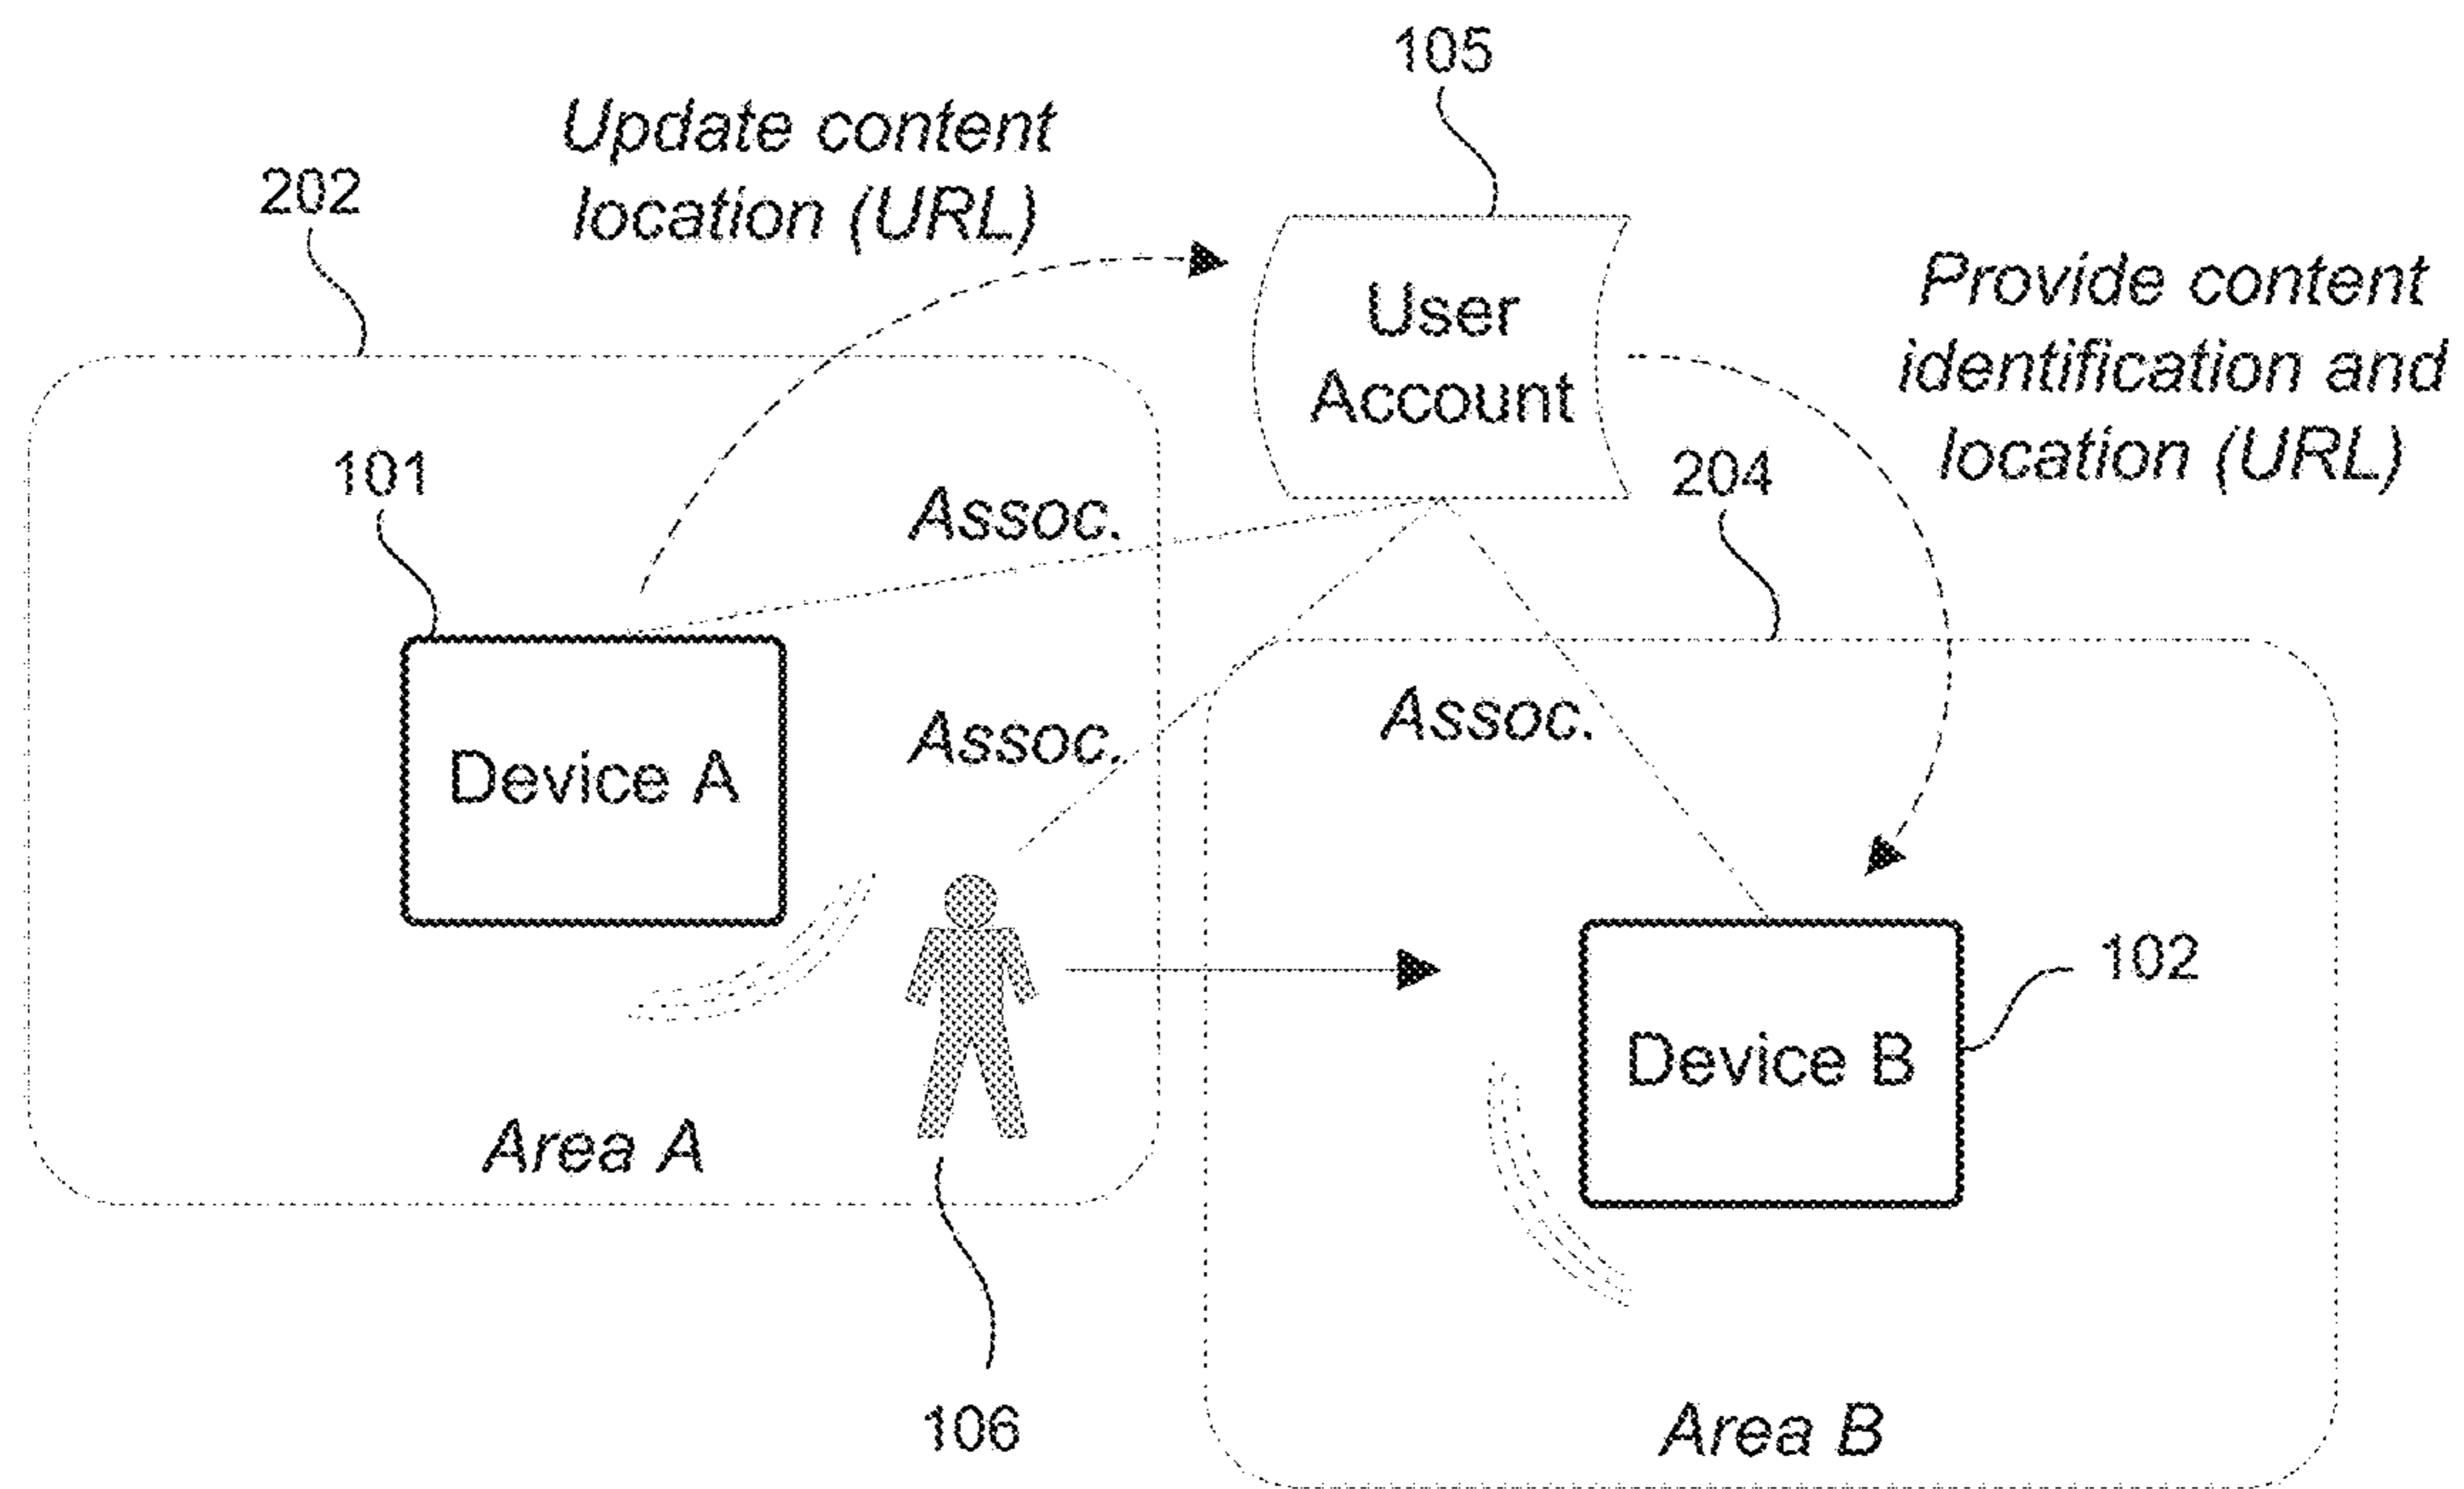 105
Update content
location (URL)
202
User
Account
Provide content
identification and
location (URL)
101
Assoc.
204
Device A
Assoc.
Assoc.
102
Device B
Area A
106
Area B